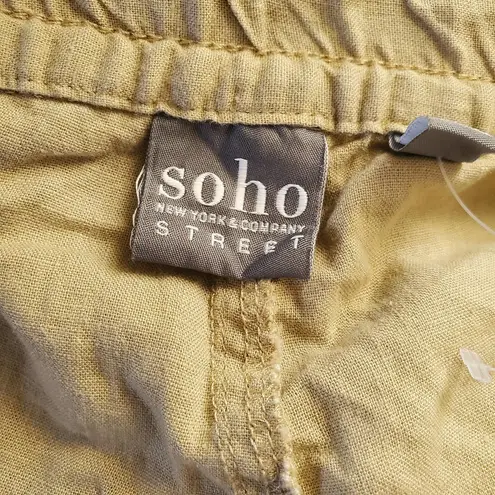 soho
NEW YORK & COMPANY
STREET